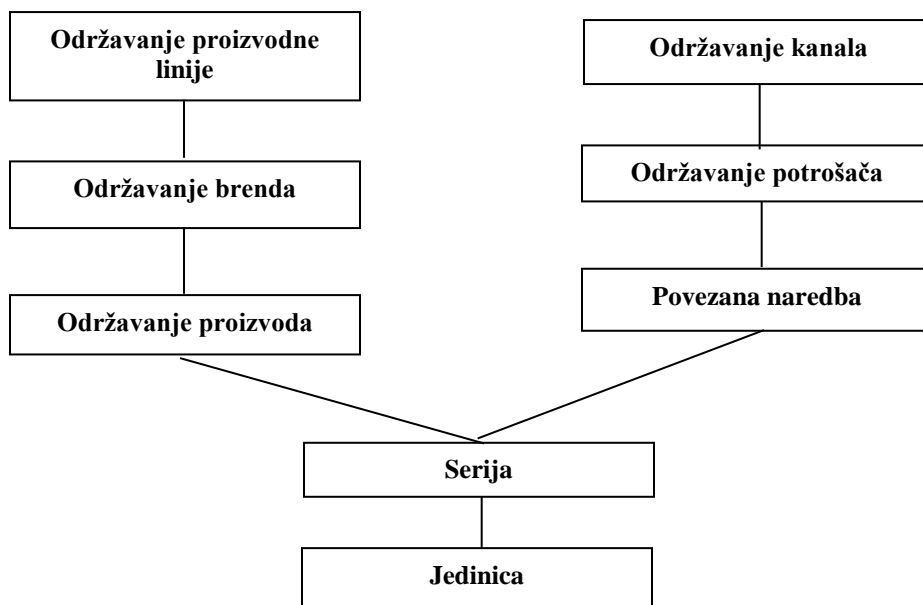 Održavanje proizvodne
linije
Održavanje kanala
Održavanje brenda
Održavanje potrošača
Održavanje proizvoda
Povezana naredba
Serija
Jedinica